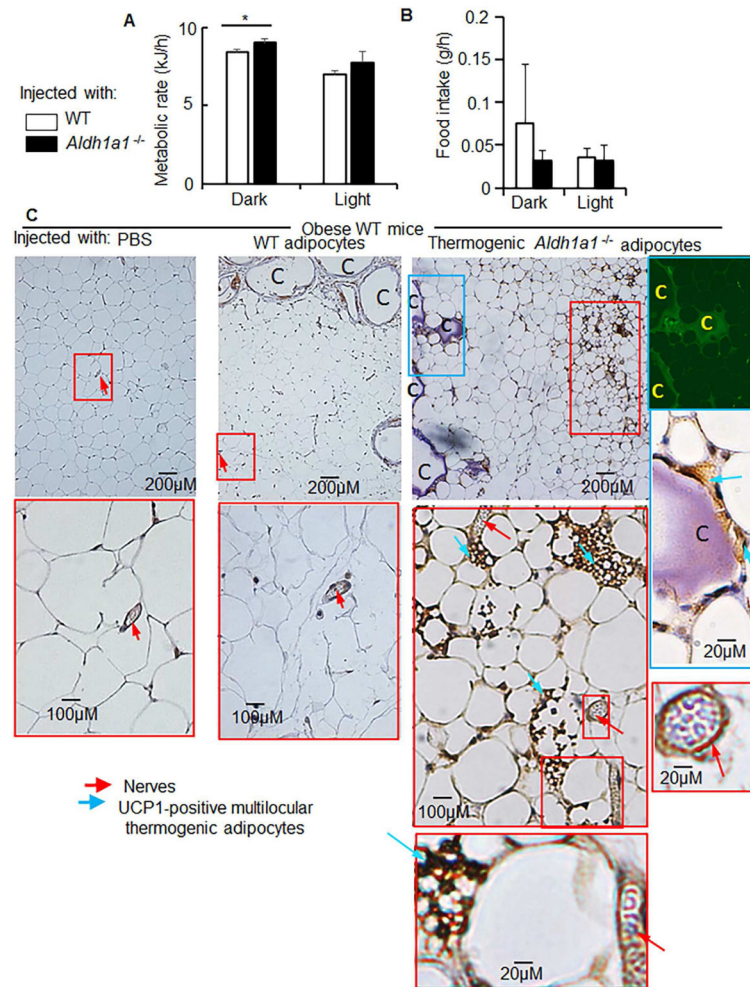 A
B
Metabolic rate (kJ/h)
10
5
0
Dark
Light
*
Food intake (g/h)
0.2
0.15
0.1
0.05
0
Dark
Light
Injected with:
WT
Aldh1a1 -/-
C
Obese WT mice
Injected with: PBS
WT adipocytes
Thermogenic Aldh1a1-/- adipocytes
C
C
C
C
C
C
C
C
C
C
C
200µM
200µM
200µM
C
20µM
100µM
100µM
100µM
20µM
Nerves
UCP1-positive multilocular
thermogenic adipocytes
20µM